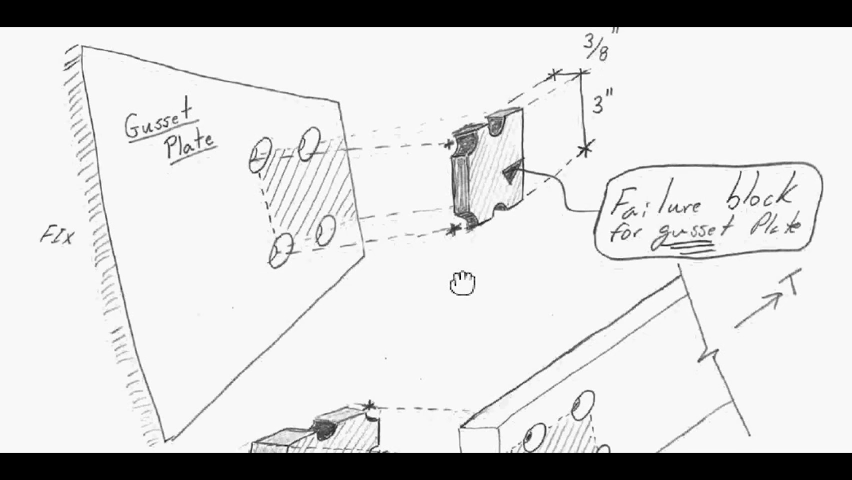 3/8"
3"
Gusset
Plate
Failure block
for gusset Plate
FIx
T